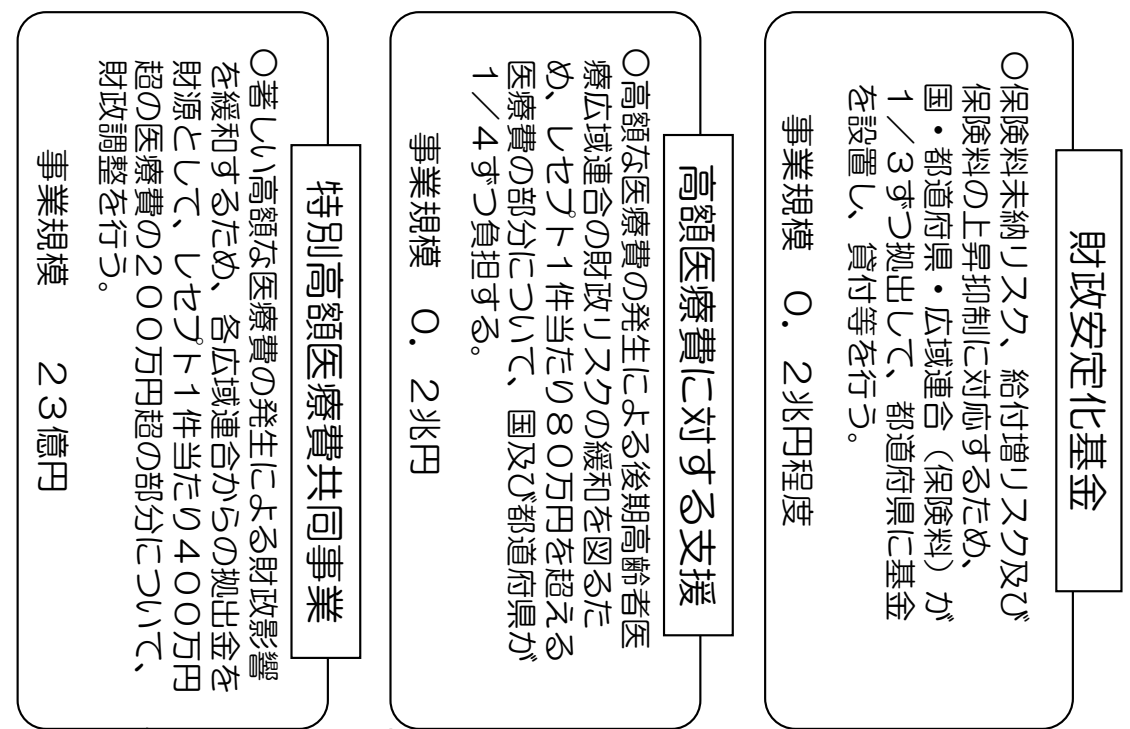 財政安定化基金
○保険料未納リスク、給付増リスク及び
保険料の上昇抑制に対応するため、
国・都道府県・広域連合（保険料）が
１／３ずつ拠出して、都道府県に基金
を設置し、貸付等を行う。
事業規模　０．２兆円程度
高額医療費に対する支援
○高額な医療費の発生による後期高齢者医
療広域連合の財政リスクの緩和を図るた
め、レセプト１件当たり８０万円を超える
医療費の部分について、国及び都道府県が
１／４ずつ負担する。
事業規模　０．２兆円
特別高額医療費共同事業
○著しい高額な医療費の発生による財政影響
を緩和するため、各広域連合からの拠出金を
財源として、レセプト１件当たり４００万円
超の医療費の２００万円超の部分について、
財政調整を行う。
事業規模　　２３億円